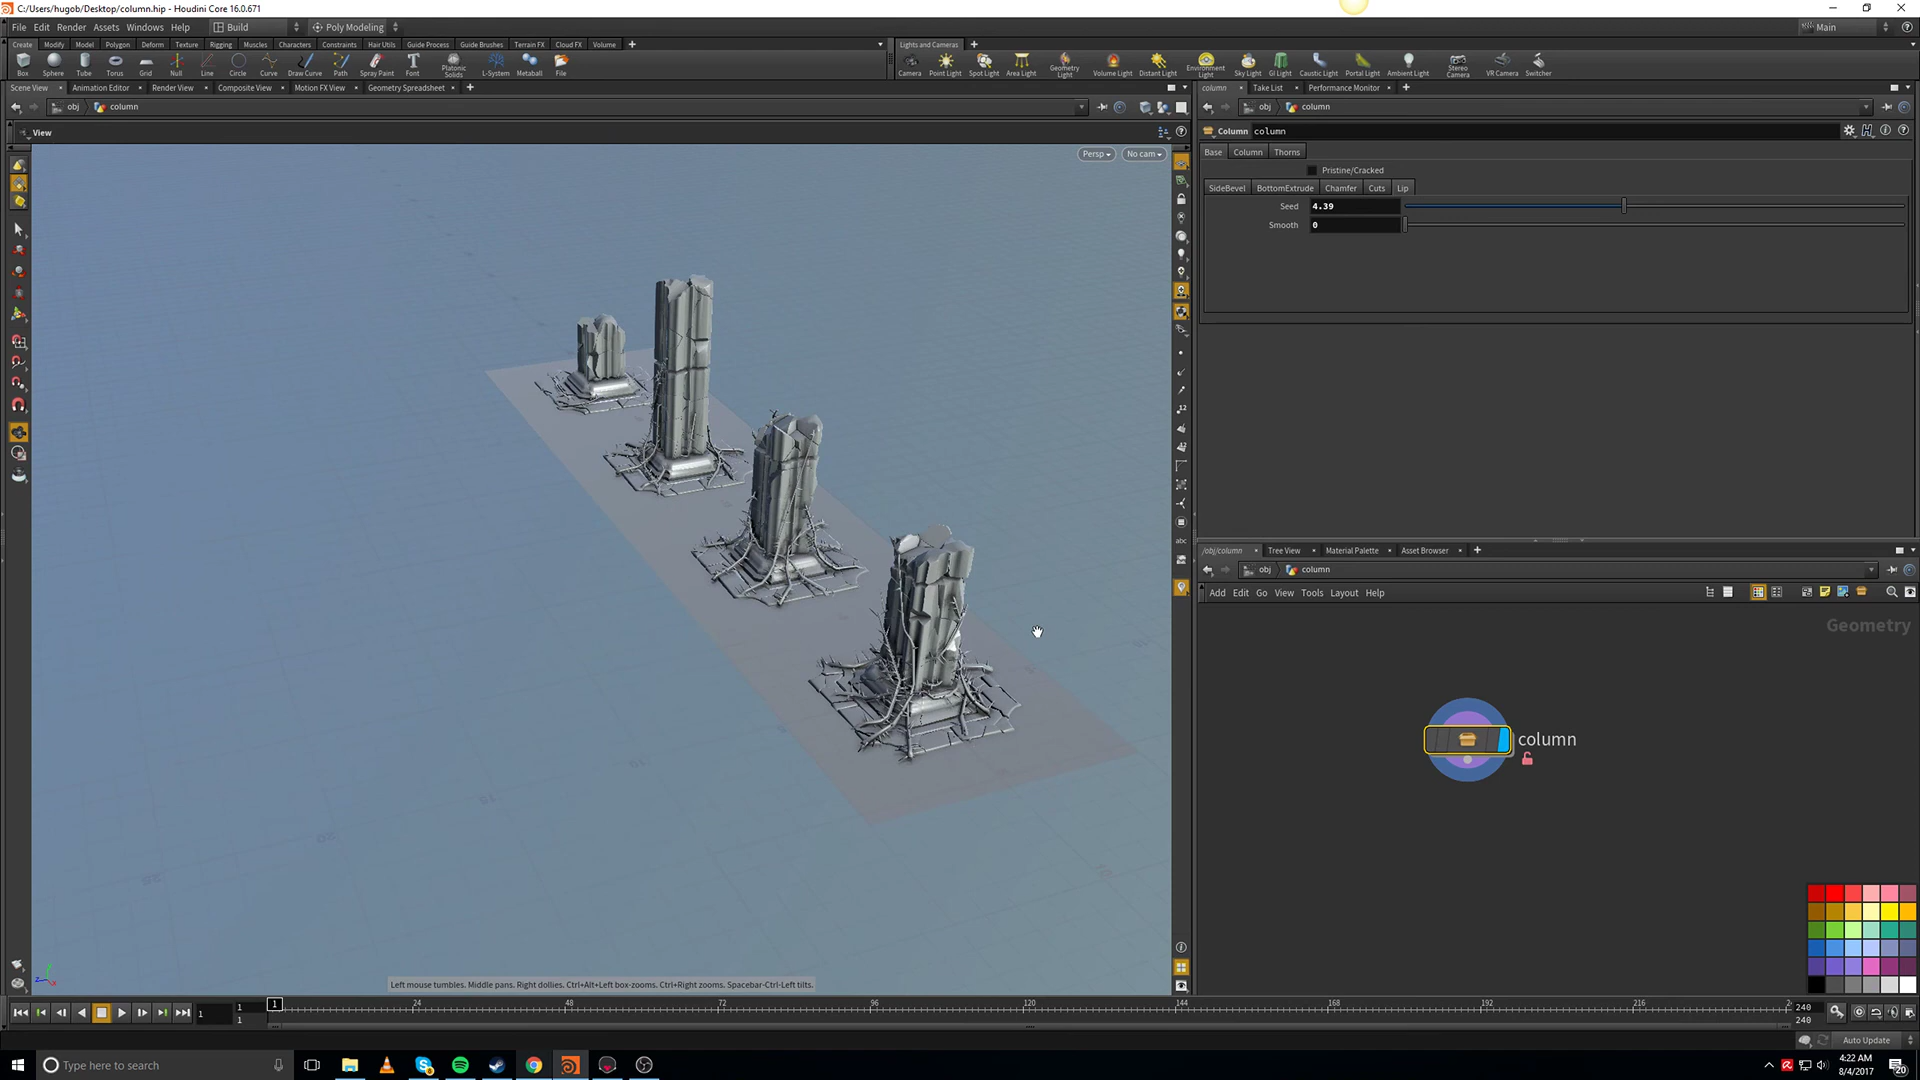 C:/Users/hugob/Desktop/column.hip - Houdini Core 16.0.671
File Edit Render Assets Windows Help Build Poly Modeling Main
Create Modify Model Polygon Deform Texture Rigging Muscles Characters Constraints Hair Utils Guide Process Guide Brushes Terrain FX Cloud FX Volume
Lights and Cameras
Box Sphere Tube Torus Grid Null Line Circle Curve Draw Curve Path Spray Paint Font Platonic Solids L-System Metaball File
Camera Point Light Spot Light Area Light Geometry Light Volume Light Distant Light Environment Light Sky Light GI Light Caustic Light Portal Light Ambient Light Stereo Camera VR Camera Switcher
Scene View Animation Editor Render View Composite View Motion FX View Geometry Spreadsheet
column Take List Performance Monitor
obj column
obj column
View
Persp No cam
Column column
Base Column Thorns
Pristine/Cracked
SideBevel BottomExtrude Chamfer Cuts Lip
Seed 4.39
Smooth 0
/obj/column Tree View Material Palette Asset Browser
obj column
Add Edit Go View Tools Layout Help
Geometry
column
Left mouse tumbles. Middle pans. Right dollies. Ctrl+Alt+Left box-zooms. Ctrl+Right zooms. Spacebar-Ctrl-Left tilts.
1 1 1 1 24 48 72 96 120 144 168 192 216 2 240
240
Auto Update
Type here to search
4:22 AM
8/4/2017
20